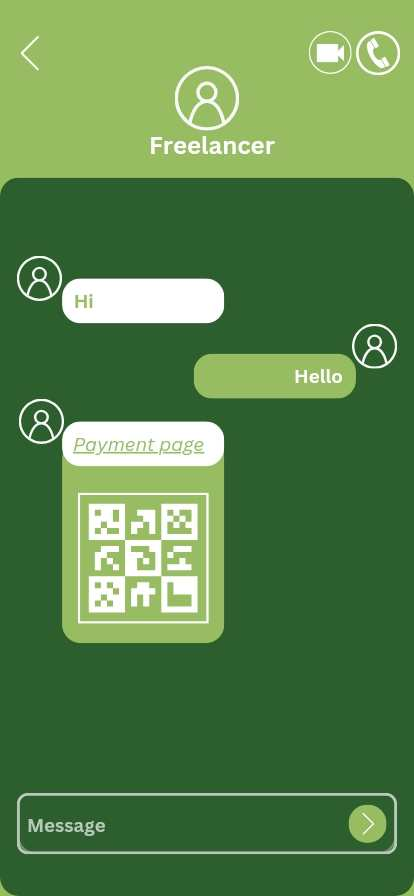 Freelancer
Hi
Hello
Payment page
Message